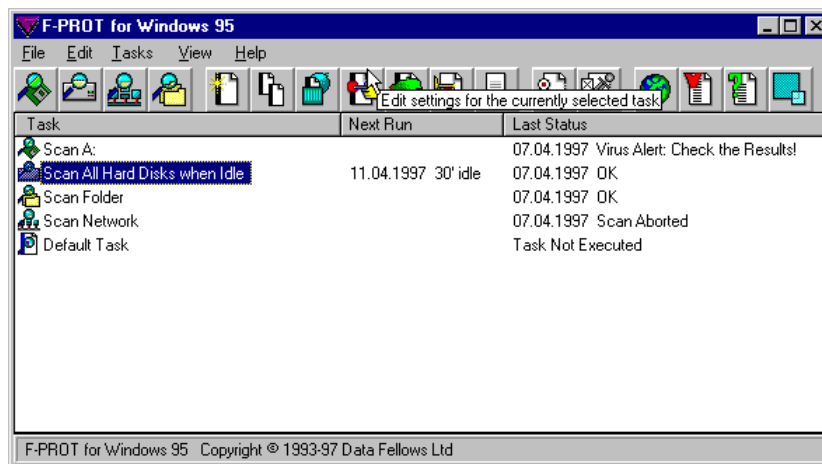 F-PROT for Windows 95
File Edit Tasks View Help
Edit settings for the currently selected task
Task Next Run Last Status
Scan A: 07.04.1997 Virus Alert: Check the Results!
Scan All Hard Disks when Idle 11.04.1997 30' idle 07.04.1997 OK
Scan Folder 07.04.1997 OK
Scan Network 07.04.1997 Scan Aborted
Default Task Task Not Executed
F-PROT for Windows 95 Copyright © 1993-97 Data Fellows Ltd